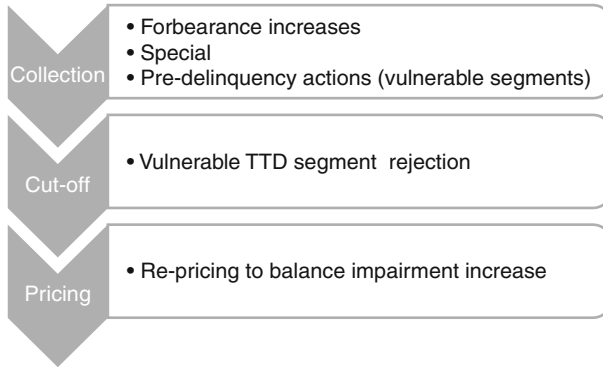 Collection
• Forbearance increases
• Special
• Pre-delinquency actions (vulnerable segments)
Cut-off
• Vulnerable TTD segment rejection
Pricing
• Re-pricing to balance impairment increase